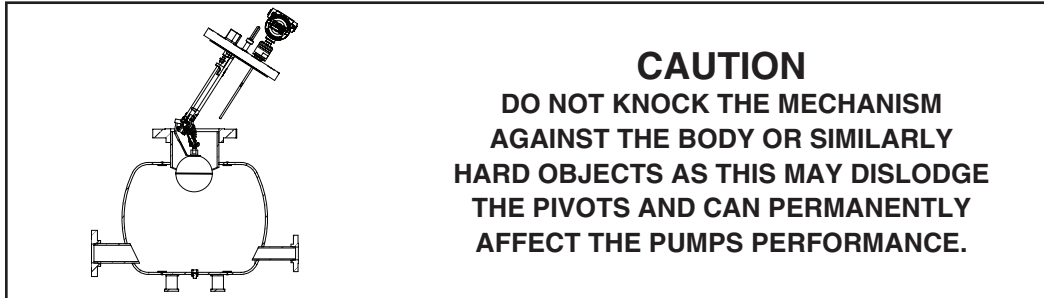 CAUTION
DO NOT KNOCK THE MECHANISM
AGAINST THE BODY OR SIMILARLY
HARD OBJECTS AS THIS MAY DISLODGE
THE PIVOTS AND CAN PERMANENTLY
AFFECT THE PUMPS PERFORMANCE.